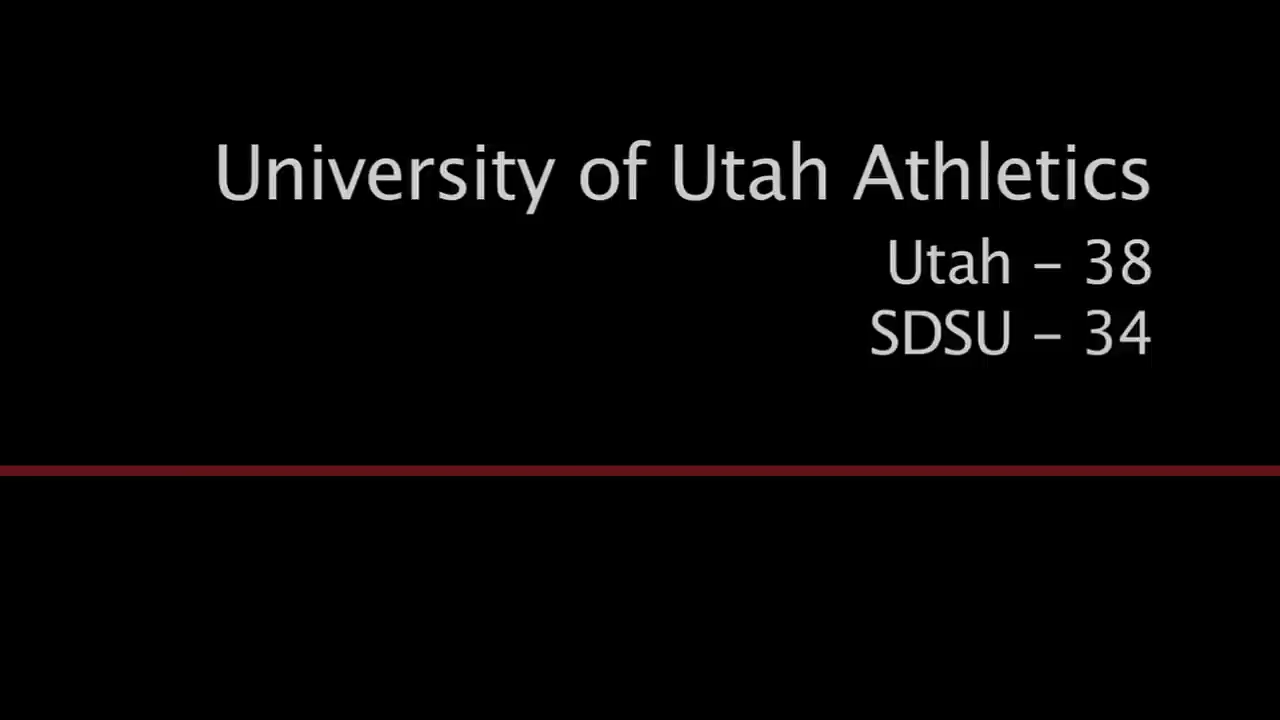 University of Utah Athletics
Utah – 38
SDSU – 34